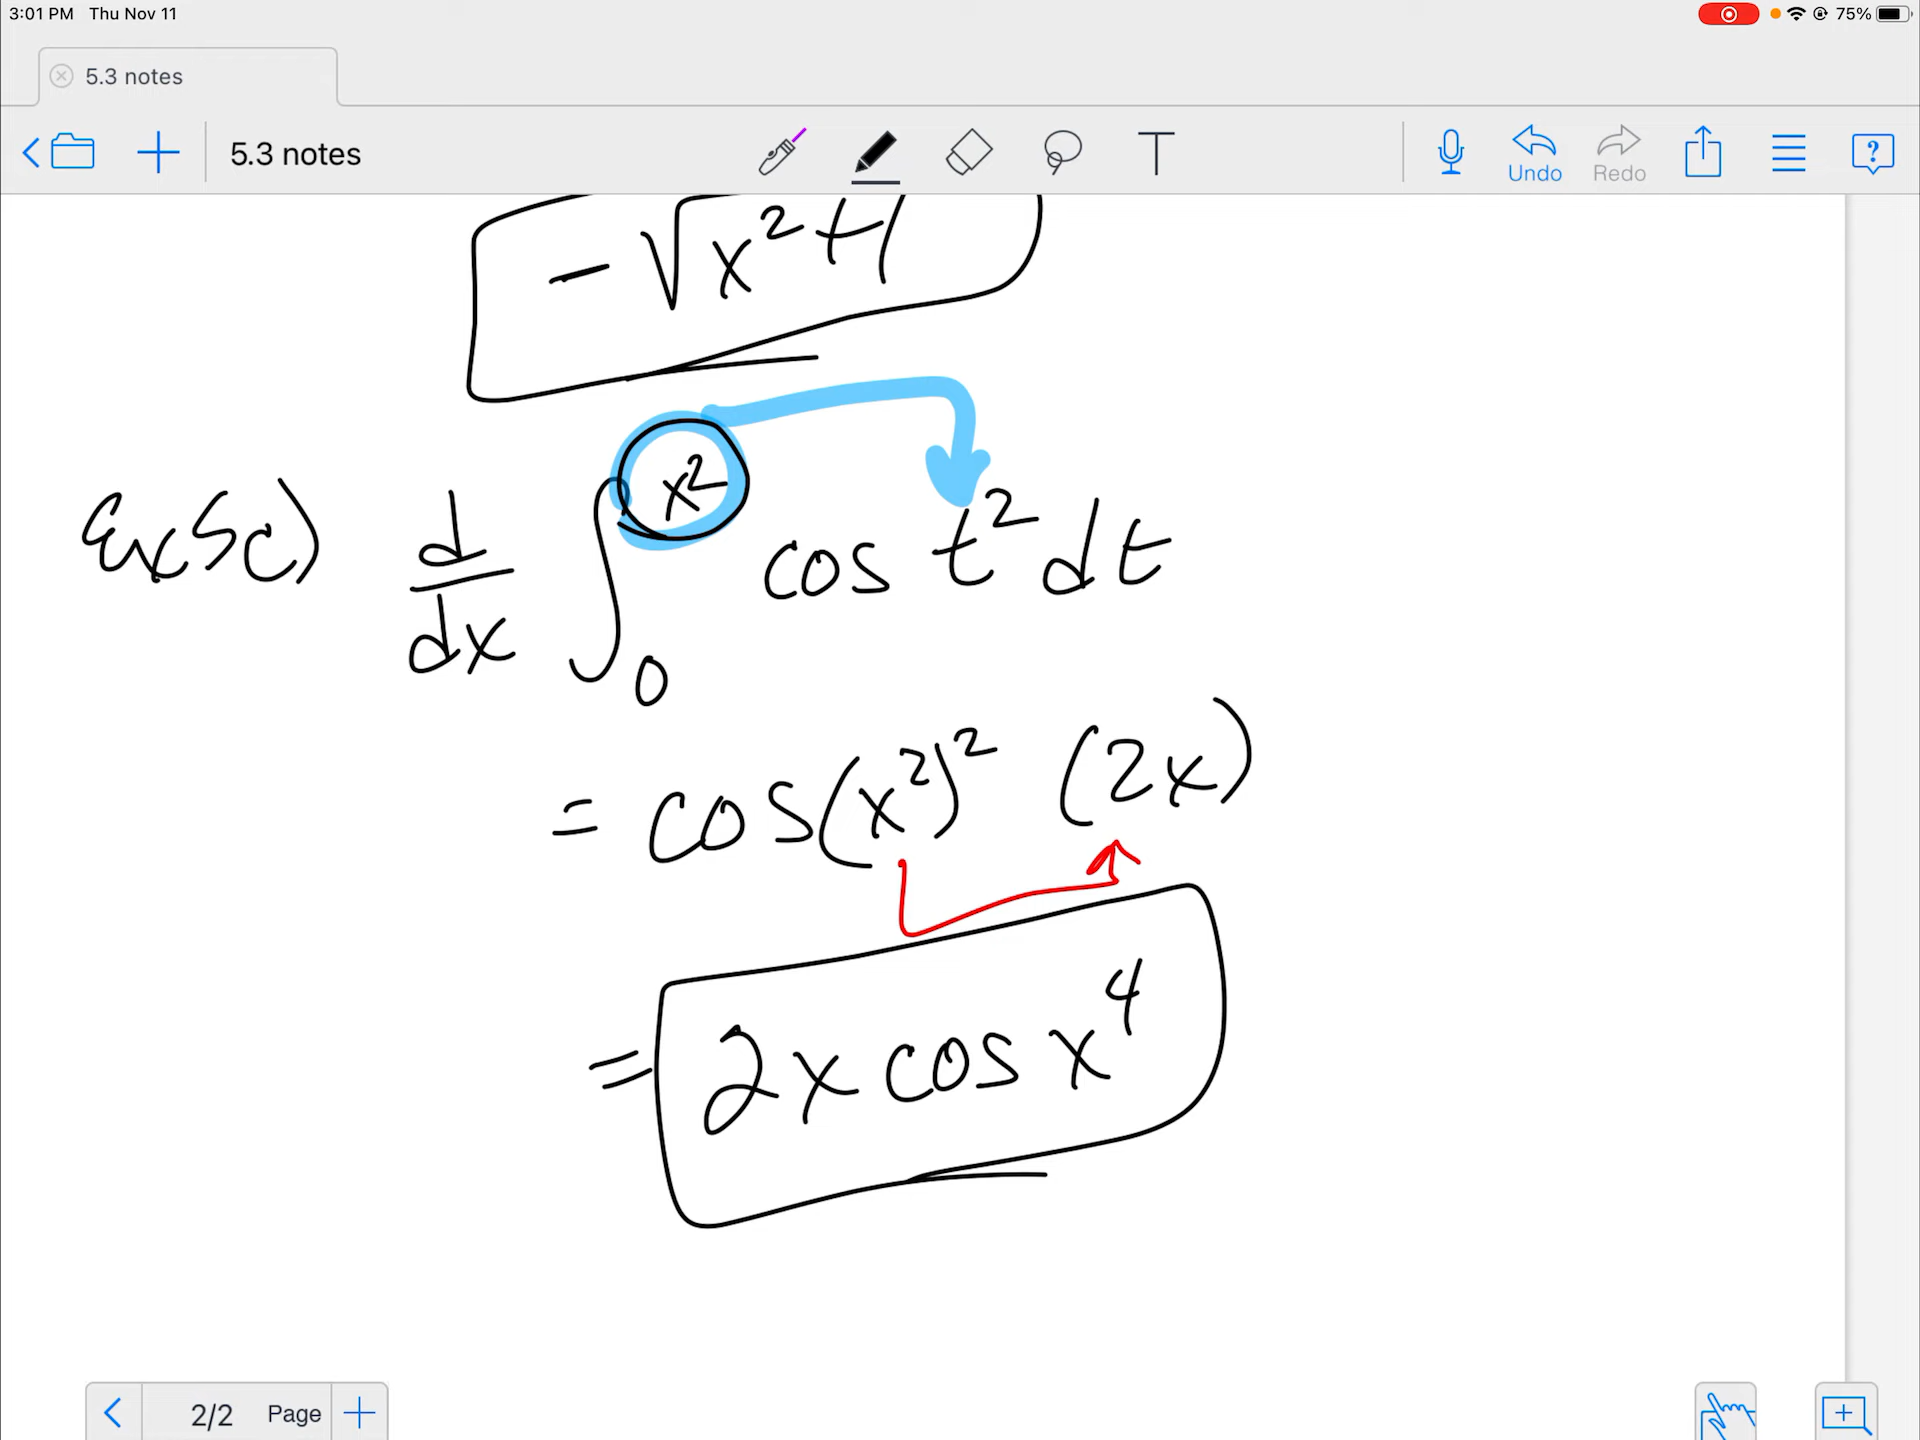 3:01 PM Thu Nov 11 75%
5.3 notes
5.3 notes T Undo Redo ?
-√x²+1
Ex5c) d/dx ∫₀^(x²) cos t² dt
= cos(x²)² (2x)
= 2x cos x⁴
2/2 Page